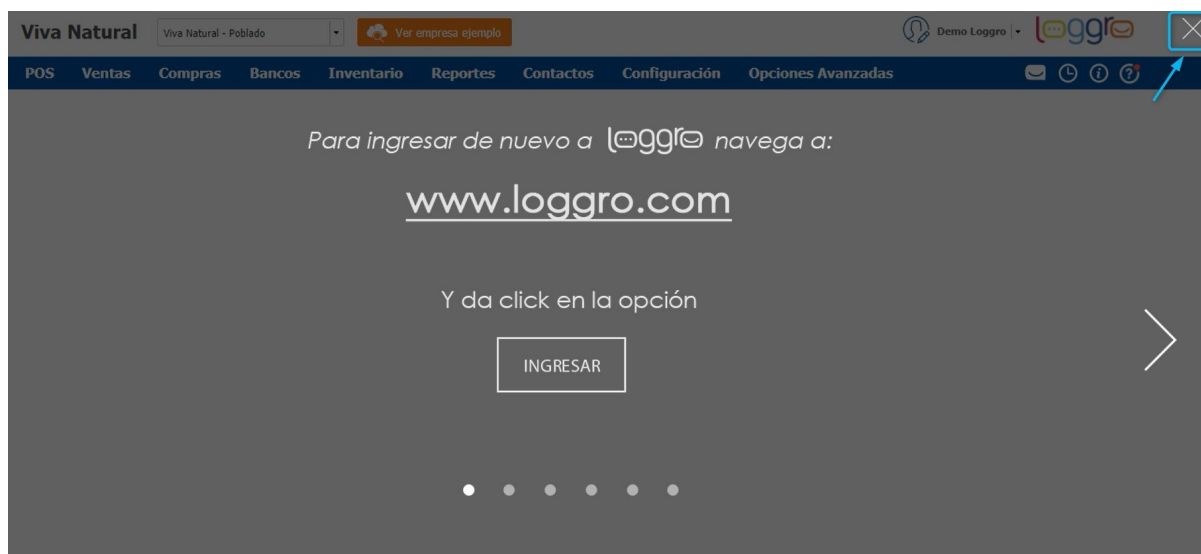 Viva Natural Viva Natural - Poblado Ver empresa ejemplo Demo Loggro loggro
POS Ventas Compras Bancos Inventario Reportes Contactos Configuración Opciones Avanzadas
Para ingresar de nuevo a loggro navega a:
www.loggro.com
Y da click en la opción
INGRESAR